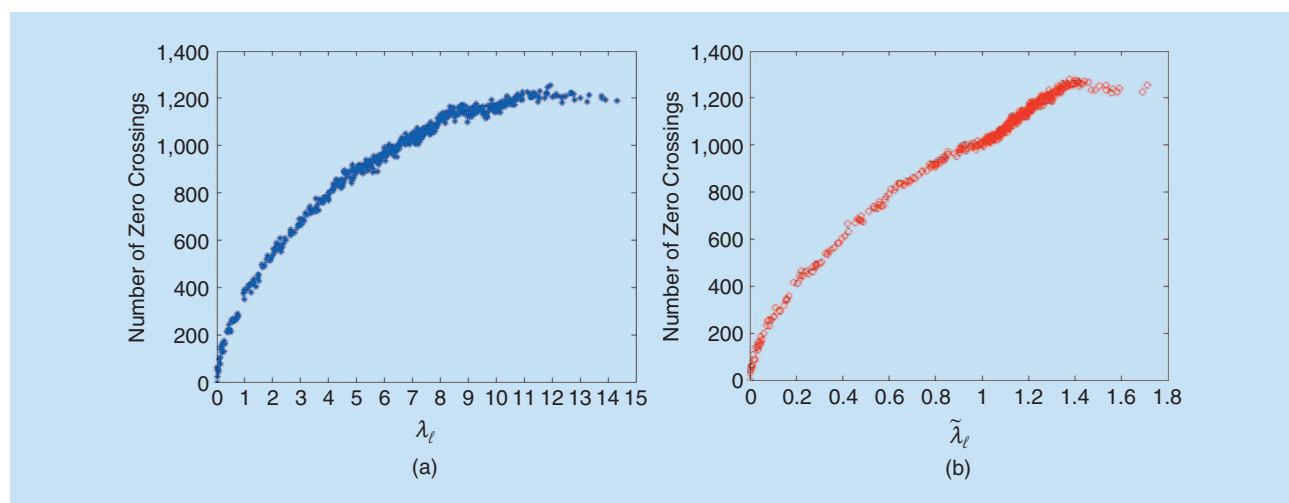 1,400
1,200
1,000
800
600
400
200
0
Number of Zero Crossings
0 1 2 3 4 5 6 7 8 9 10 11 12 13 14 15
λℓ
(a)
1,400
1,200
1,000
800
600
400
200
0
Number of Zero Crossings
0 0.2 0.4 0.6 0.8 1 1.2 1.4 1.6 1.8
λ̃ℓ
(b)